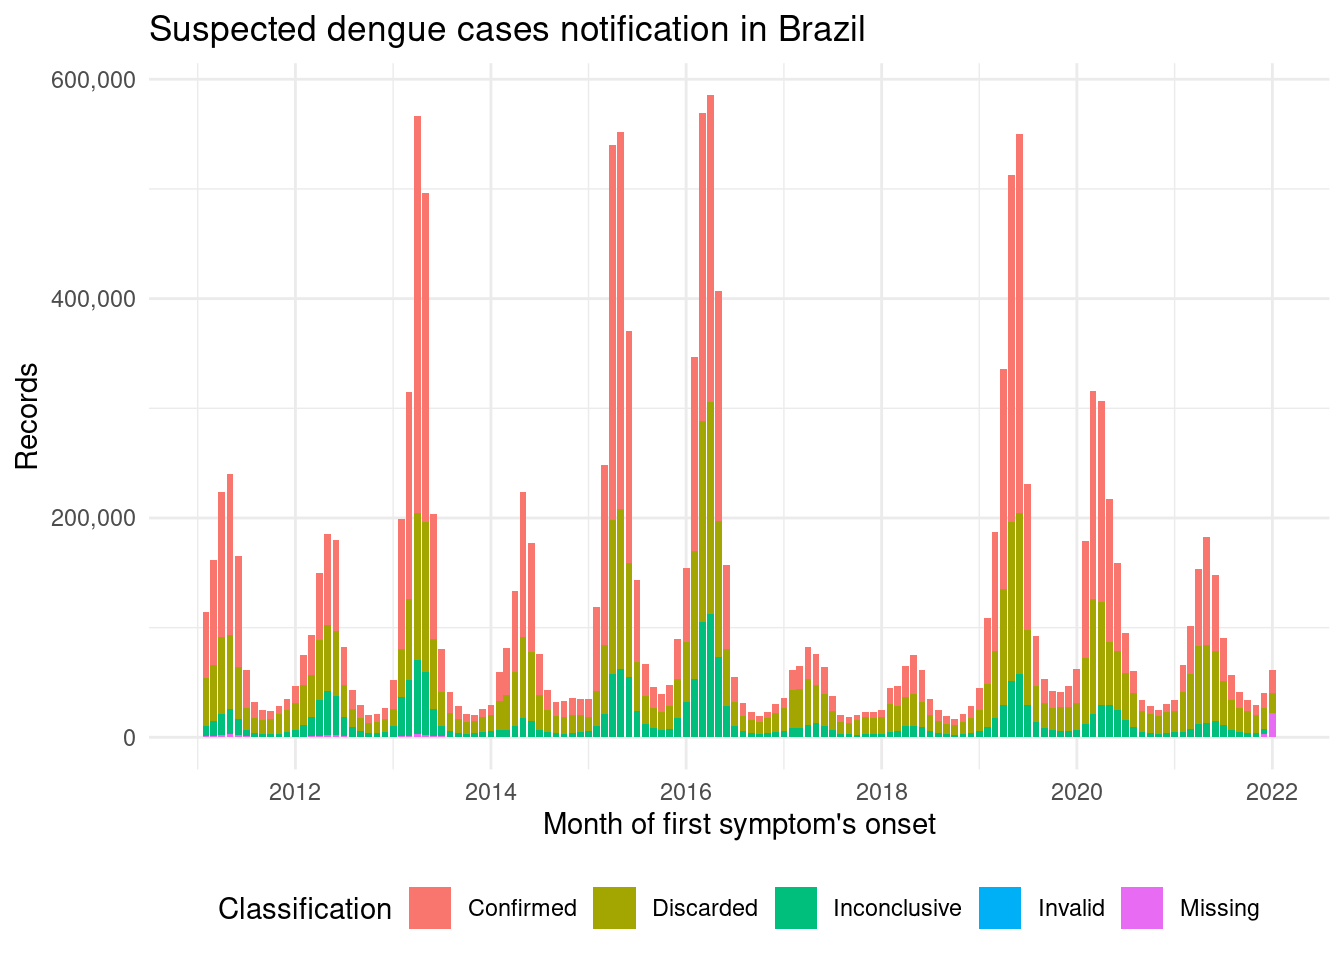 Suspected dengue cases notification in Brazil
600,000
400,000
200,000
0
Records
2012 2014 2016 2018 2020 2022
Month of first symptom's onset
Classification Confirmed Discarded Inconclusive Invalid Missing